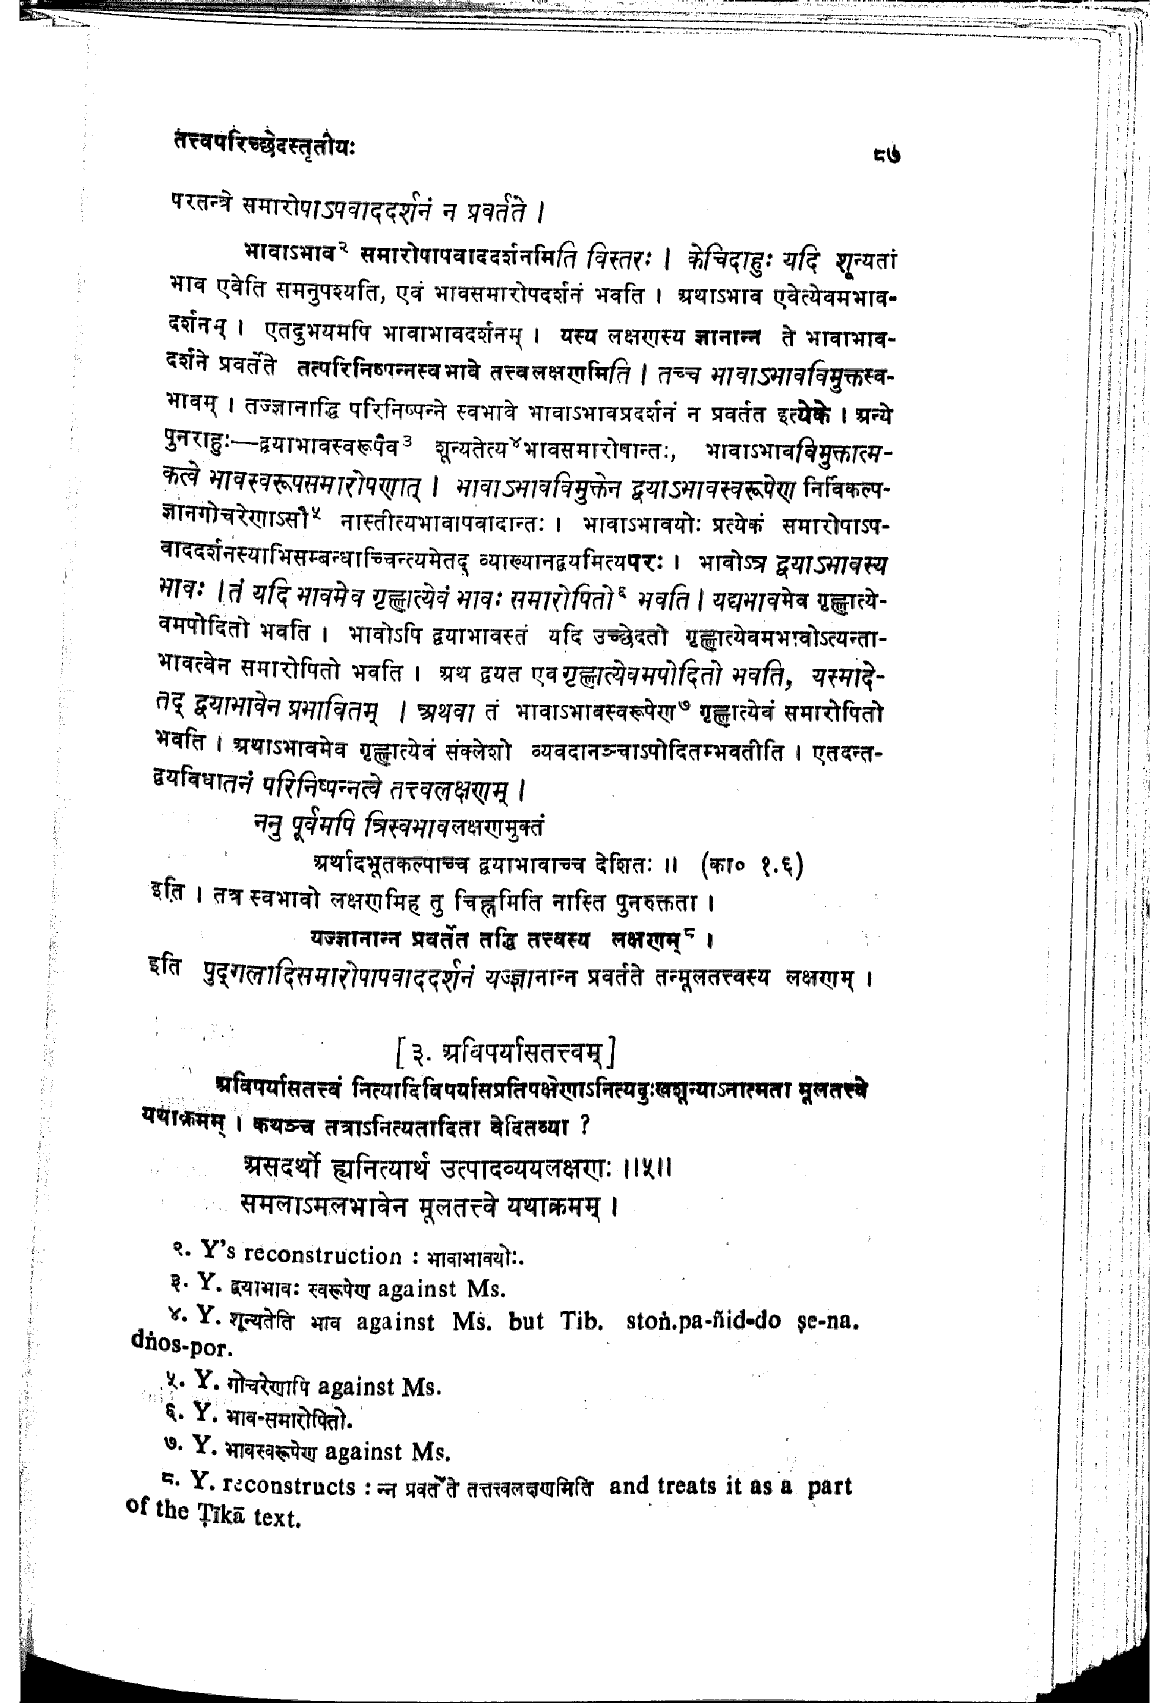 तत्त्वपरिच्छेदस्तृतीयः
८७
परतन्त्रे समारोपाऽपवाददर्शनं न प्रवर्तते ।
भावाऽभाव२ समारोपापवाददर्शनमिति विस्तरः । केचिदाहुः यदि शून्यतां
भाव एवेति समनुपश्यति, एवं भावसमारोपदर्शनं भवति । अथाऽभाव एवेत्येवमभाव-
दर्शनम् । एतदुभयमपि भावाभावदर्शनम् । यस्य लक्षणस्य ज्ञानान्न ते भावाभाव-
दर्शने प्रवर्तेते तत्परिनिष्पन्नस्वभावे तत्त्वलक्षणमिति । तच्च भावाऽभावविमुक्तस्व-
भावम् । तज्ज्ञानाद्धि परिनिष्पन्ने स्वभावे भावाऽभावप्रदर्शनं न प्रवर्तत इत्येके । अन्ये
पुनराहुः—द्वयाभावस्वरूपैव३ शून्यतेत्य४भावसमारोपान्तः, भावाऽभावविमुक्तात्म-
कत्वे भावस्वरूपसमारोपणात् । भावाऽभावविमुक्तेन द्वयाऽभावस्वरूपेण निर्विकल्प-
ज्ञानगोचरेणाऽसौ५ नास्तीत्यभावापवादान्तः । भावाऽभावयोः प्रत्येकं समारोपाऽप-
वाददर्शनस्याभिसम्बन्धाच्चिन्त्यमेतद् व्याख्यानद्वयमित्यपरः । भावोऽत्र द्वयाऽभावस्य
भावः । तं यदि भावमेव गृह्णात्येवं भावः समारोपितो६ भवति । यद्यभावमेव गृह्णात्ये-
वमपोदितो भवति । भावोऽपि द्वयाभावस्तं यदि उच्छेदतो गृह्णात्येवमभावोऽत्यन्ता-
भावत्वेन समारोपितो भवति । अथ द्वयत एव गृह्णात्येवमपोदितो भवति, यस्मादे-
तद् द्वयाभावेन प्रभावितम् । अथवा तं भावाऽभावस्वरूपेण७ गृह्णात्येवं समारोपितो
भवति । अथाऽभावमेव गृह्णात्येवं संक्लेशो व्यवदानञ्चाऽपोदितम्भवतीति । एतदन्त-
द्वयविधातनं परिनिष्पन्नत्वे तत्त्वलक्षणम् ।
ननु पूर्वमपि त्रिस्वभावलक्षणमुक्तं
अर्थादभूतकल्पाच्च द्वयाभावाच्च देशितः ॥ (का० १.६)
इति । तत्र स्वभावो लक्षणमिह तु चिह्नमिति नास्ति पुनरुक्तता ।
यज्ज्ञानान्न प्रवर्तेत तद्धि तत्त्वस्य लक्षणम्८ ।
इति पुद्गलादिसमारोपापवाददर्शनं यज्ज्ञानान्न प्रवर्तते तन्मूलतत्त्वस्य लक्षणम् ।
[३. अविपर्यासतत्त्वम्]
अविपर्यासतत्त्वं नित्यादिविपर्यासप्रतिपक्षेणाऽनित्यदुःखशून्याऽनात्मता मूलतत्त्वे
यथाक्रमम् । कथञ्च तत्राऽनित्यतादिता वेदितव्या ?
असदर्थो ह्यनित्यार्थ उत्पादव्ययलक्षणः ॥५॥
समलाऽमलभावेन मूलतत्त्वे यथाक्रमम् ।
२. Y's reconstruction : भावाभावयोः.
३. Y. द्वयाभावः स्वरूपेण against Ms.
४. Y. शून्यतेति भाव against Ms. but Tib. stoṅ.pa-ñid-do ṣe-na.
dṅos-por.
५. Y. गोचरेणापि against Ms.
६. Y. भाव-समारोपितो.
७. Y. भावस्वरूपेण against Ms.
८. Y. reconstructs : न्न प्रवर्तेते तत्तत्त्वलक्षणमिति and treats it as a part
of the Ṭīkā text.